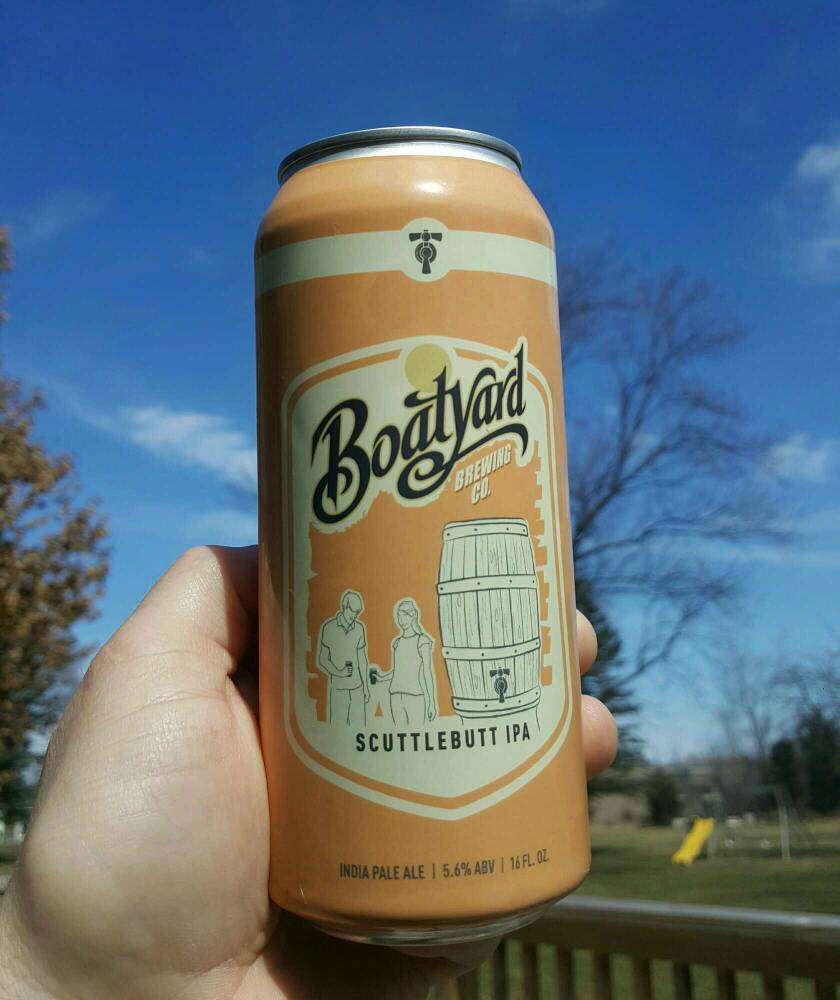 Boatyard
BREWING
CO.
SCUTTLEBUTT IPA
INDIA PALE ALE | 5.6% ABV | 16 FL. OZ.